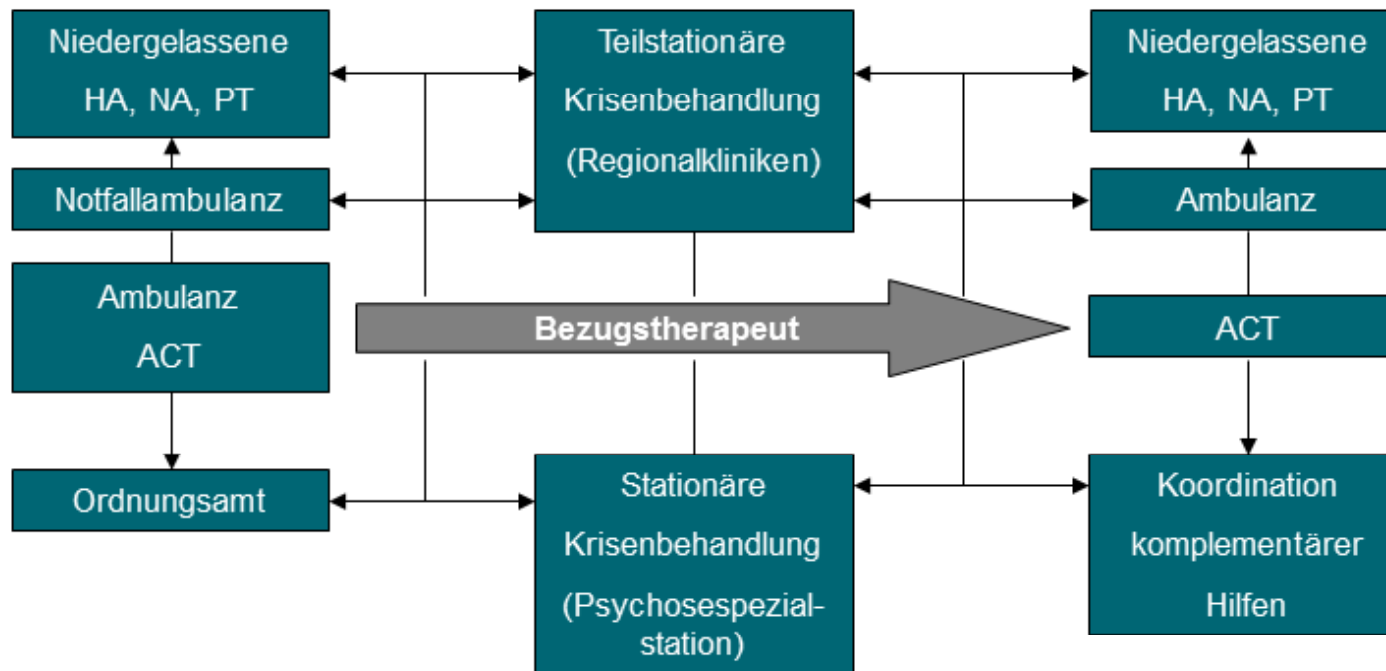 Niedergelassene
HA, NA, PT
Notfallambulanz
Ambulanz
ACT
Ordnungsamt
Teilstationäre
Krisenbehandlung
(Regionalkliniken)
Bezugstherapeut
Stationäre
Krisenbehandlung
(Psychosespezial-
station)
Niedergelassene
HA, NA, PT
Ambulanz
ACT
Koordination
komplementärer
Hilfen